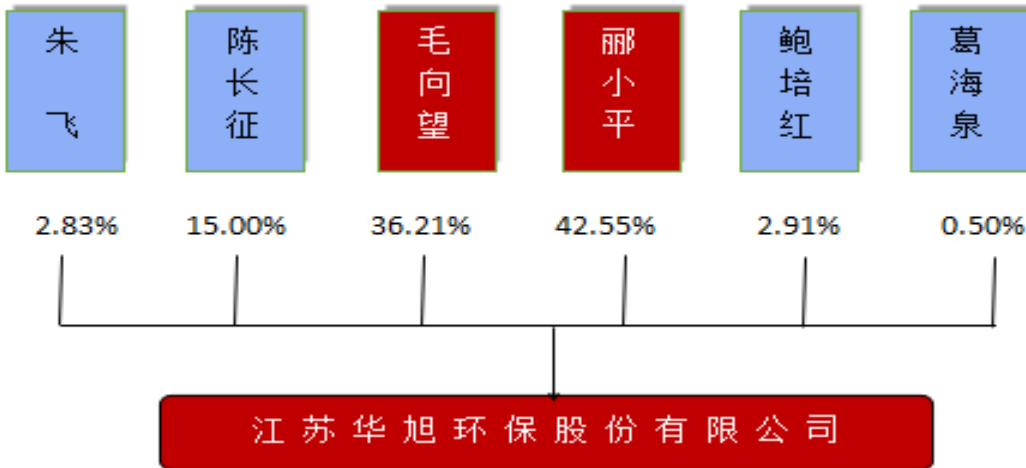 朱飞
陈长征
毛向望
郦小平
鲍培红
葛海泉
2.83%
15.00%
36.21%
42.55%
2.91%
0.50%
江苏华旭环保股份有限公司